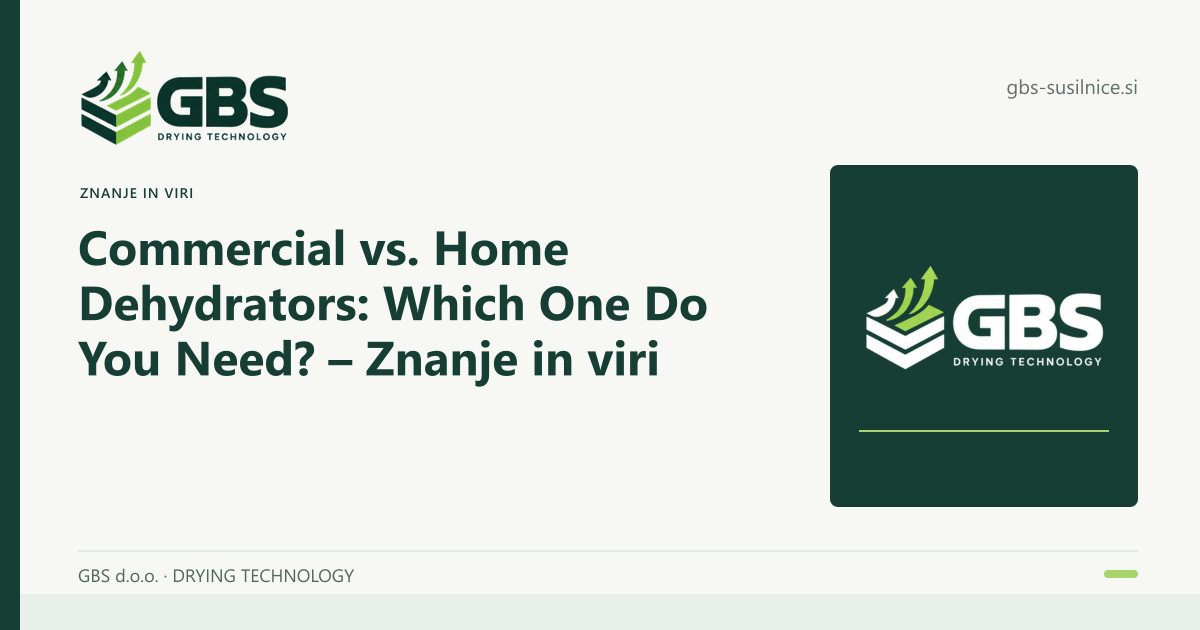 GBS
DRYING TECHNOLOGY
gbs-susilnice.si
ZNANJE IN VIRI
Commercial vs. Home
Dehydrators: Which One Do
You Need? – Znanje in viri
GBS
DRYING TECHNOLOGY
GBS d.o.o. · DRYING TECHNOLOGY